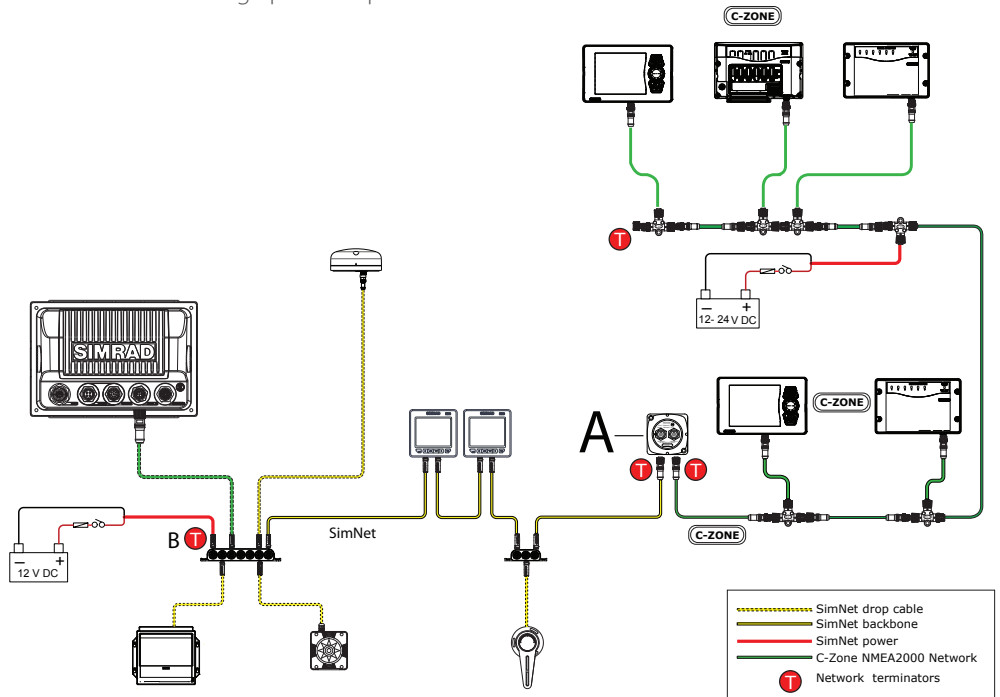 C-ZONE
T
12- 24 V DC
– +
SIMRAD
C-ZONE
A
T T
SimNet
B T
C-ZONE
– +
12 V DC
SimNet drop cable
SimNet backbone
SimNet power
C-Zone NMEA2000 Network
T Network terminators